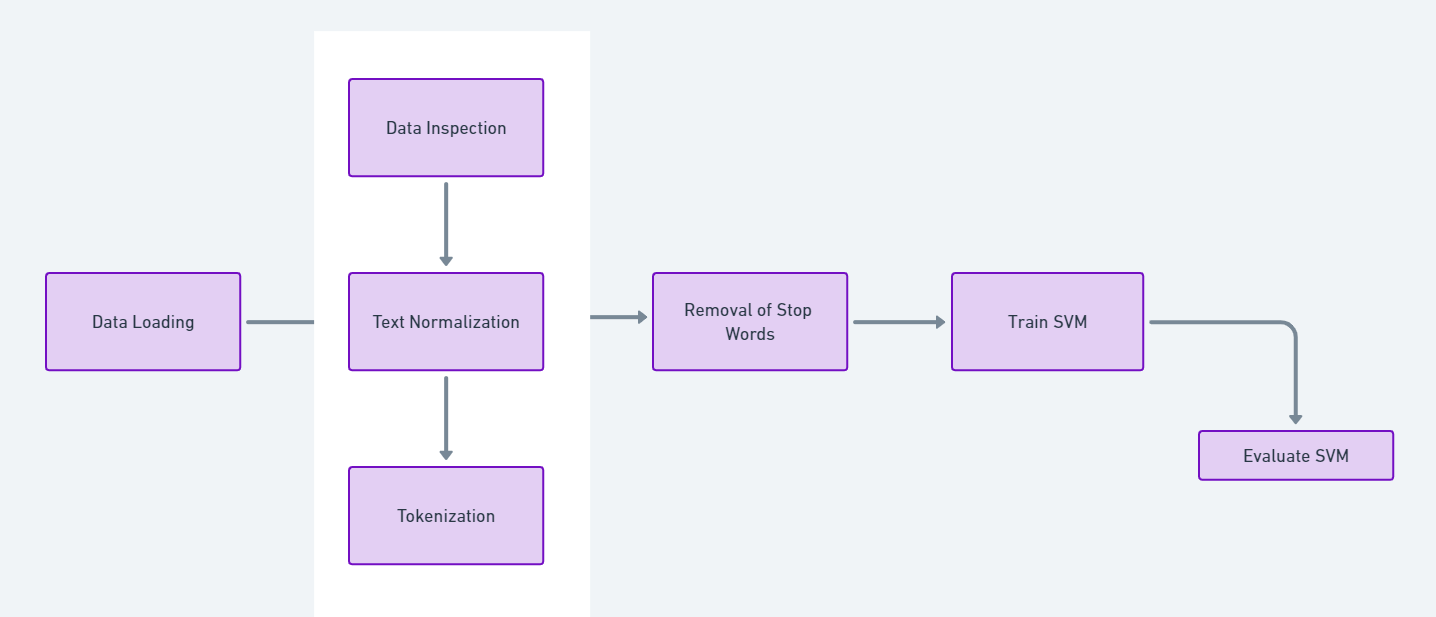 Data Loading
Data Inspection
Text Normalization
Tokenization
Removal of Stop
Words
Train SVM
Evaluate SVM